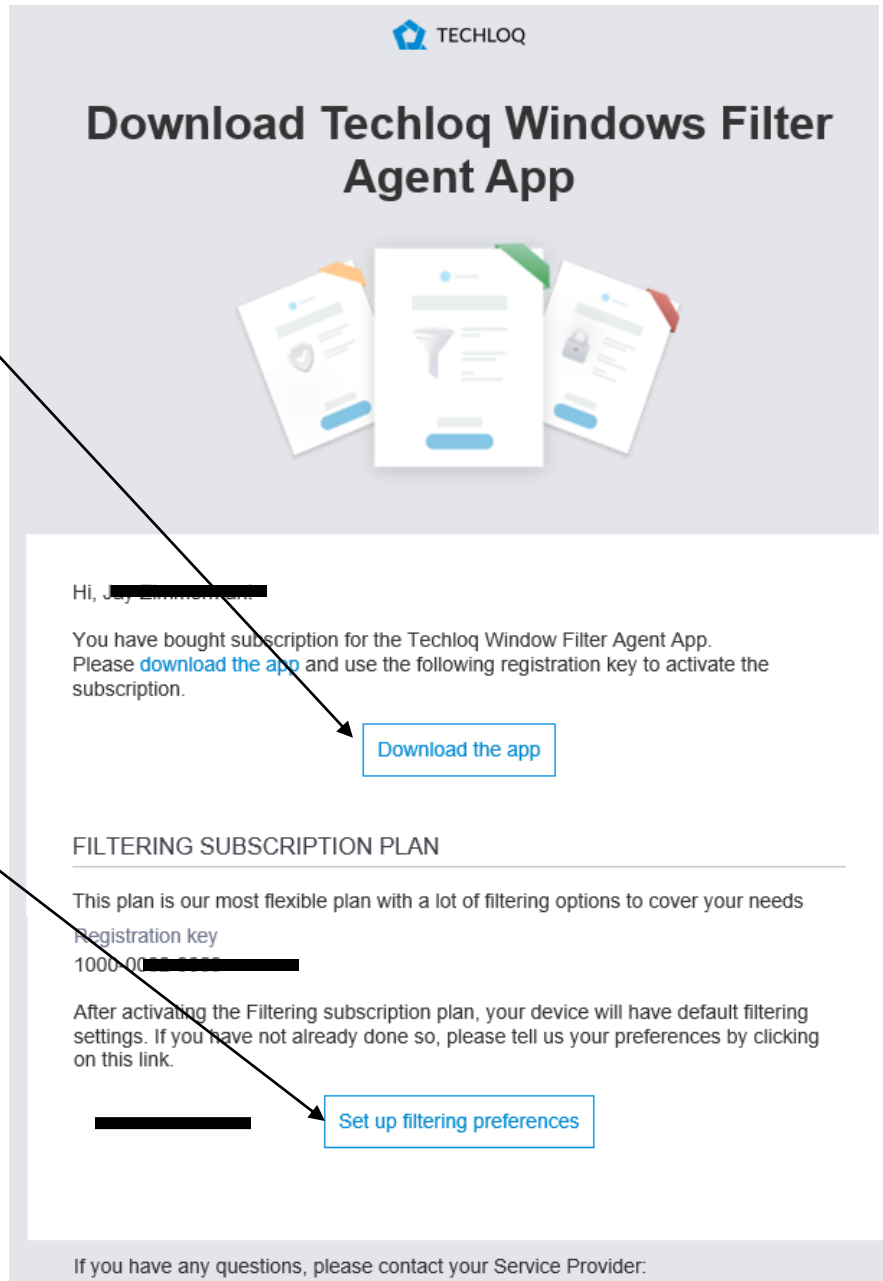 TECHLOQ
Download Techloq Windows Filter
Agent App
Hi,
You have bought subscription for the Techloq Window Filter Agent App.
Please download the app and use the following registration key to activate the
subscription.
Download the app
FILTERING SUBSCRIPTION PLAN
This plan is our most flexible plan with a lot of filtering options to cover your needs
Registration key
1000-00
After activating the Filtering subscription plan, your device will have default filtering
settings. If you have not already done so, please tell us your preferences by clicking
on this link.
Set up filtering preferences
If you have any questions, please contact your Service Provider: